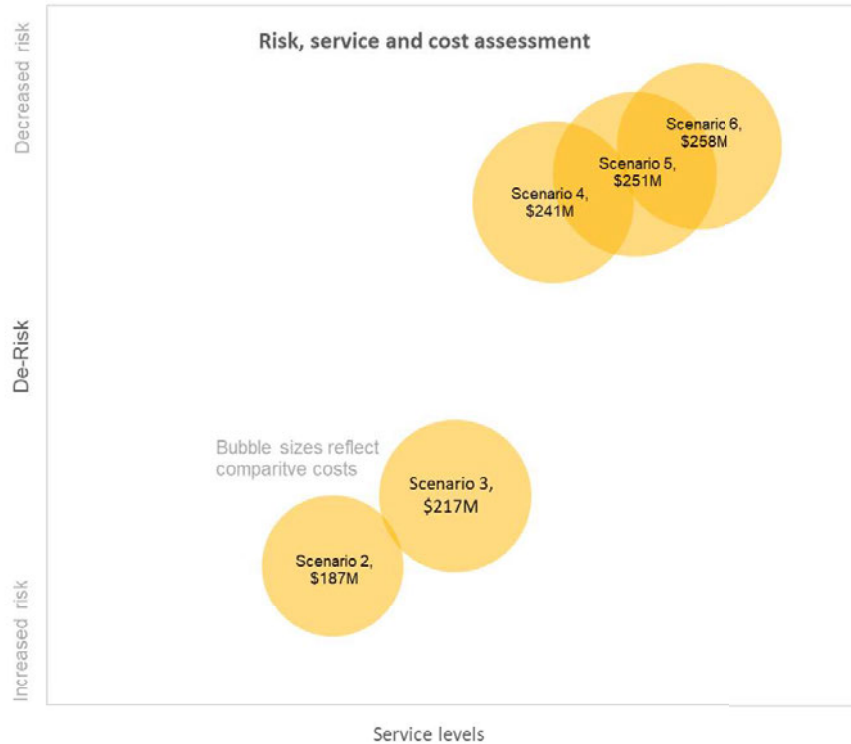 Risk, service and cost assessment
Decreased risk
Scenario 6,
$258M
Scenario 5,
$251M
Scenario 4,
$241M
De-Risk
Bubble sizes reflect
comparitve costs
Scenario 3,
$217M
Scenario 2,
$187M
Increased risk
Service levels